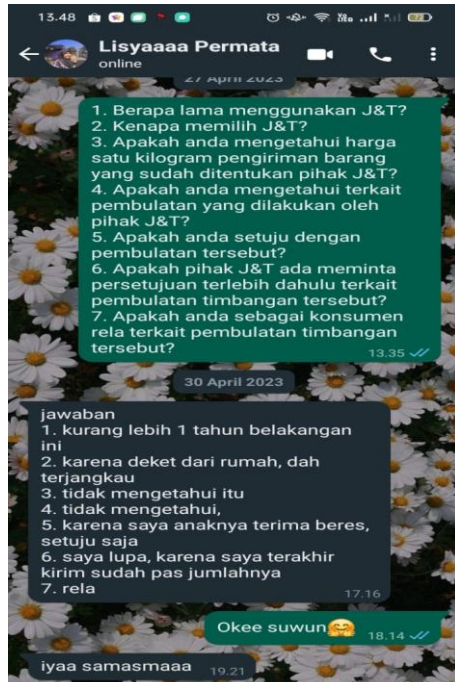 13.48
Lisyaaaa Permata
online
27 April 2023
1. Berapa lama menggunakan J&T?
2. Kenapa memilih J&T?
3. Apakah anda mengetahui harga
satu kilogram pengiriman barang
yang sudah ditentukan pihak J&T?
4. Apakah anda mengetahui terkait
pembulatan yang dilakukan oleh
pihak J&T?
5. Apakah anda setuju dengan
pembulatan tersebut?
6. Apakah pihak J&T ada meminta
persetujuan terlebih dahulu terkait
pembulatan timbangan tersebut?
7. Apakah anda sebagai konsumen
rela terkait pembulatan timbangan
tersebut?
13.35
30 April 2023
jawaban
1. kurang lebih 1 tahun belakangan
ini
2. karena deket dari rumah, dah
terjangkau
3. tidak mengetahui itu
4. tidak mengetahui,
5. karena saya anaknya terima beres,
setuju saja
6. saya lupa, karena saya terakhir
kirim sudah pas jumlahnya
7. rela
17.16
Okee suwun🤗
18.14
iyaa samasmaaa
19.21